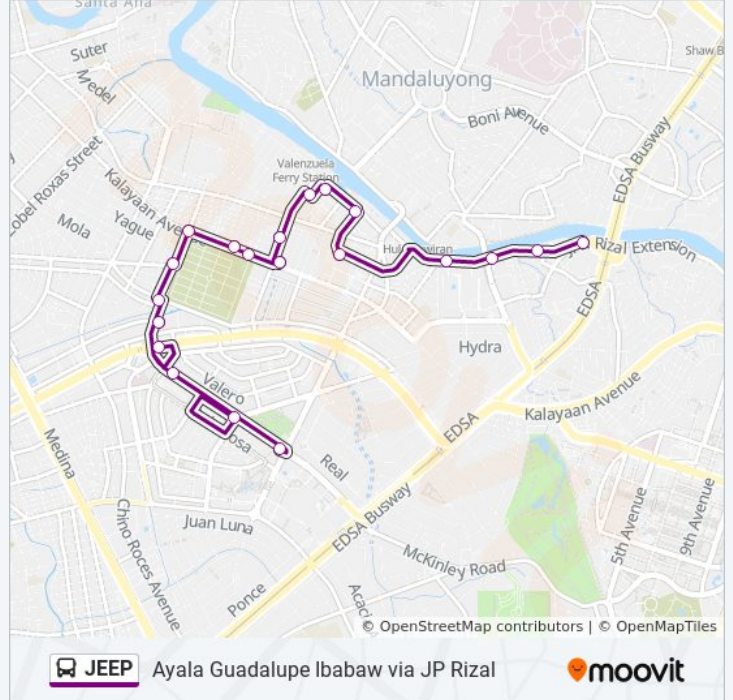 Santa Ana
Suter
Medel
Mandaluyong
Shaw B
Boni Avenue
EDSA Busway
Valenzuela
Ferry Station
Lobel Roxas Street
Kalayaan Avenue
Mola
Yague
Rizal Extension
EDSA
Hydra
Valero
Kalayaan Avenue
EDSA
Real
Medina
Juan Luna
Chino Roces Avenue
EDSA Busway
McKinley Road
5th Avenue
9th Avenue
Ponce
Acaci
© OpenStreetMap contributors | © OpenMapTiles
JEEP Ayala Guadalupe Ibabaw via JP Rizal
moovit